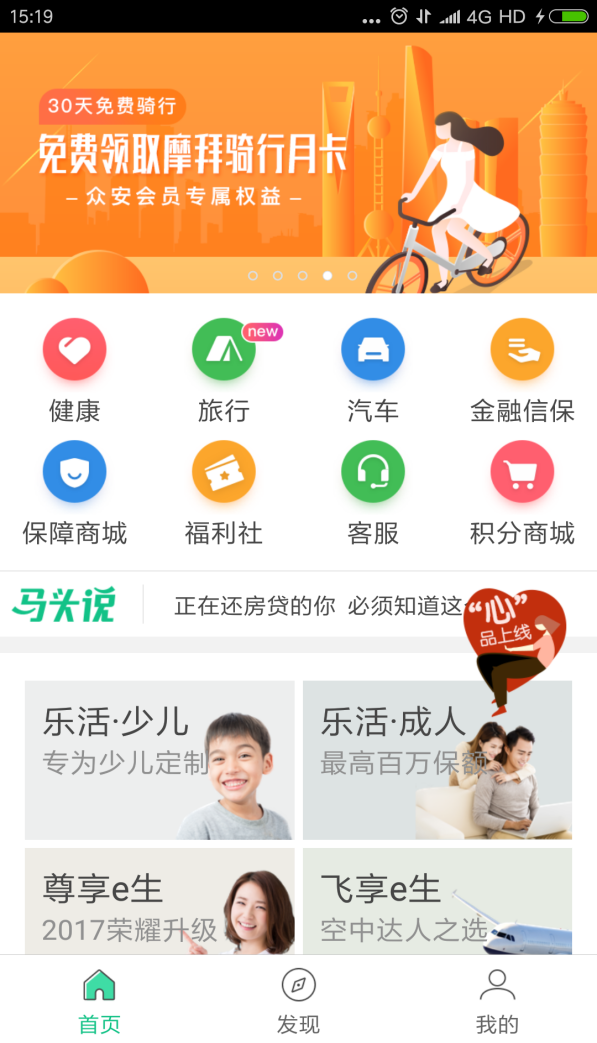 15:19
4G HD
30天免费骑行
免费领取摩拜骑行月卡
– 众安会员专属权益 –
健康
旅行
new
汽车
金融信保
保障商城
福利社
客服
积分商城
马头说
正在还房贷的你 必须知道这
“心”
品上线
乐活·少儿
专为少儿定制
乐活·成人
最高百万保额
尊享e生
2017荣耀升级
飞享e生
空中达人之选
首页
发现
我的